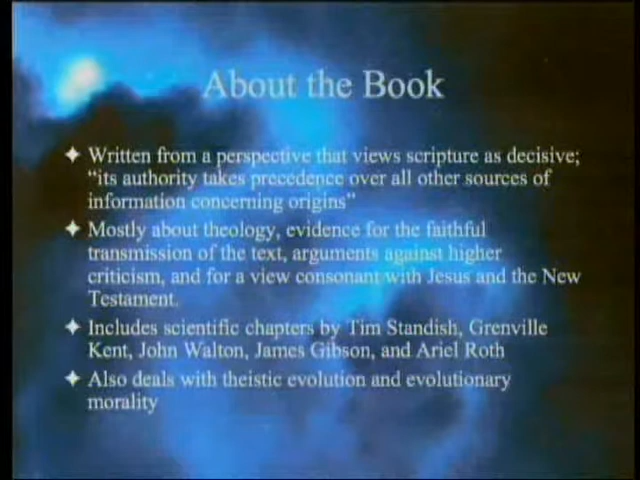 About the Book
Written from a perspective that views scripture as decisive;
“its authority takes precedence over all other sources of
information concerning origins”
Mostly about theology, evidence for the faithful
transmission of the text, arguments against higher
criticism, and for a view consonant with Jesus and the New
Testament.
Includes scientific chapters by Tim Standish, Grenville
Kent, John Walton, James Gibson, and Ariel Roth
Also deals with theistic evolution and evolutionary
morality